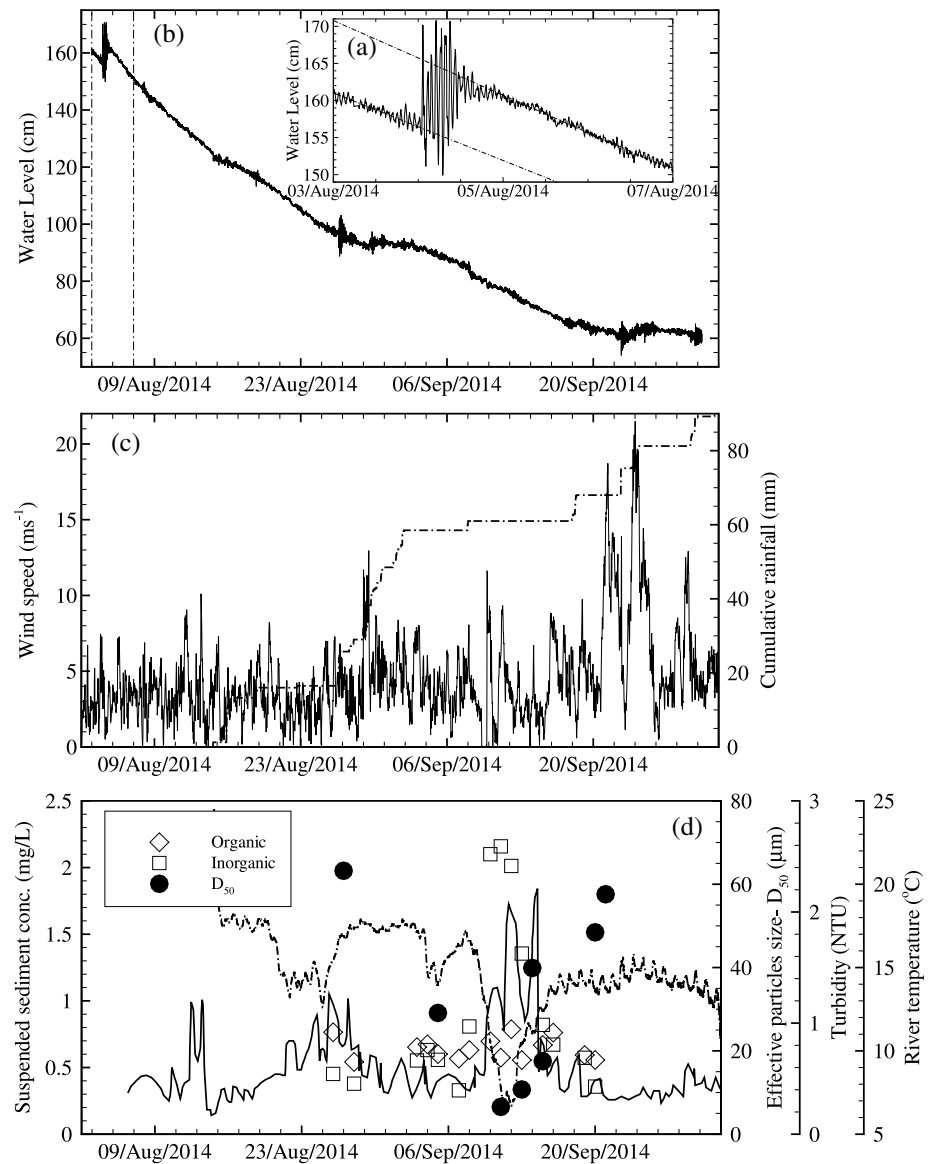 (b)
(a)
Water Level (cm)
160
140
120
100
80
60
Water Level (cm)
170
165
160
155
150
03/Aug/2014 05/Aug/2014 07/Aug/2014
09/Aug/2014 23/Aug/2014 06/Sep/2014 20/Sep/2014
(c)
Wind speed (ms-1)
20
15
10
5
0
Cumulative rainfall (mm)
80
60
40
20
0
09/Aug/2014 23/Aug/2014 06/Sep/2014 20/Sep/2014
(d)
Organic
Inorganic
D50
Suspended sediment conc. (mg/L)
2.5
2
1.5
1
0.5
0
80
60
40
20
0
Effective particles size- D50 (μm)
3
2
1
0
Turbidity (NTU)
25
20
15
10
5
River temperature (°C)
09/Aug/2014 23/Aug/2014 06/Sep/2014 20/Sep/2014